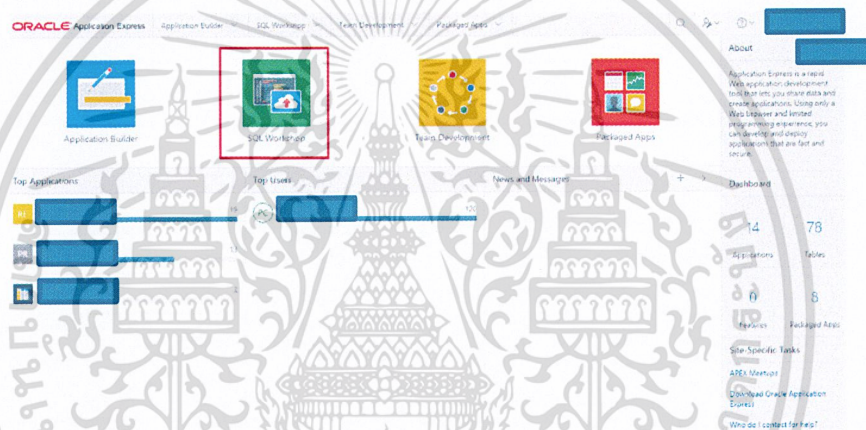 ORACLE Application Express Application Builder SQL Workshop Team Development Packaged Apps
About
Application Express is a rapid
Web application development
tool that lets you share data and
create applications. Using only a
Web browser and limited
programming experience, you
can develop and deploy
applications that are fast and
secure.
Application Builder SQL Workshop Team Development Packaged Apps
Top Applications Top Users News and Messages
Dashboard
RE
PC
PR
14 78
Applications Tables
0 8
Features Packaged Apps
Site-Specific Tasks
APEX Meetups
Download Oracle Application
Express
Who do I contact for help?